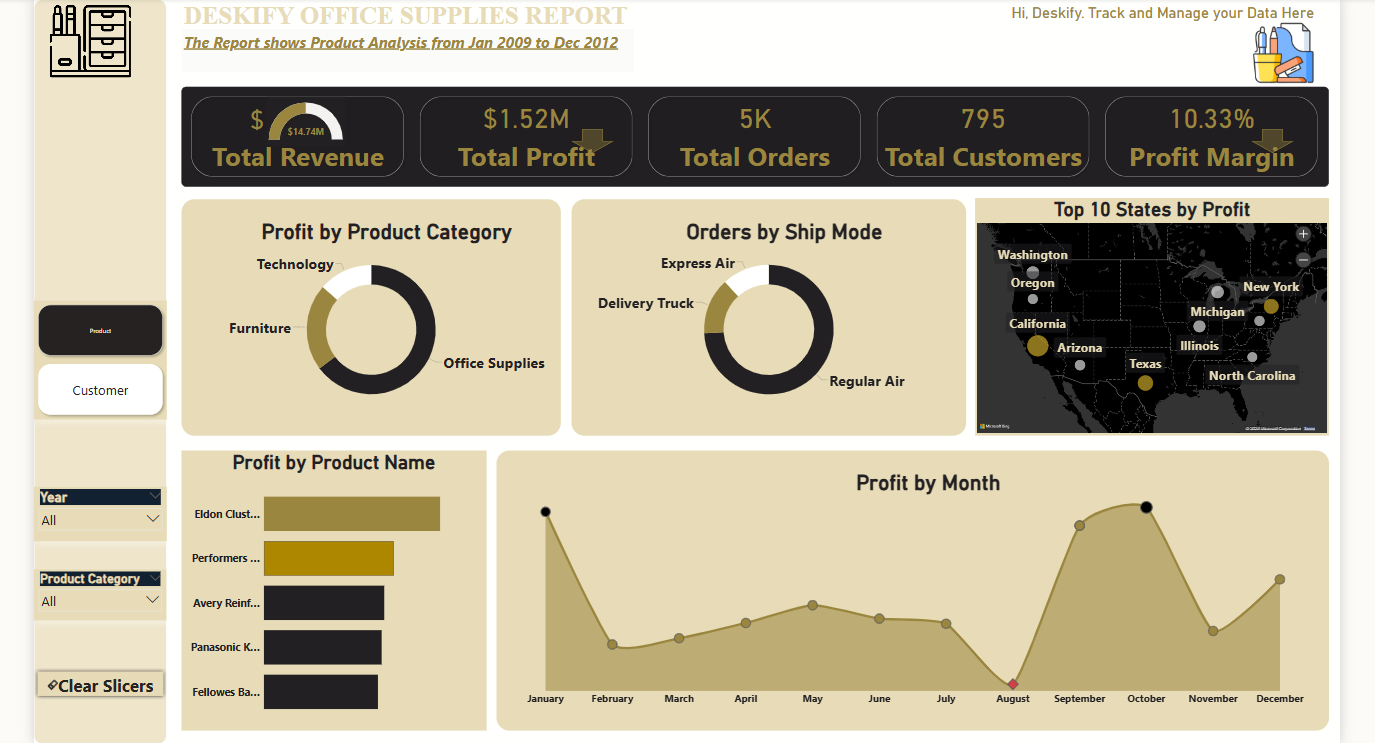 DESKIFY OFFICE SUPPLIES REPORT
Hi, Deskify. Track and Manage your Data Here
The Report shows Product Analysis from Jan 2009 to Dec 2012
$
$14.74M
Total Revenue
$1.52M
Total Profit
5K
Total Orders
795
Total Customers
10.33%
Profit Margin
Product
Customer
Year
All
Product Category
All
Clear Slicers
Profit by Product Category
Technology
Furniture
Office Supplies
Orders by Ship Mode
Express Air
Delivery Truck
Regular Air
Top 10 States by Profit
Washington
Oregon
New York
Michigan
California
Arizona
Illinois
Texas
North Carolina
Microsoft Bing
Profit by Product Name
Eldon Clust...
Performers ...
Avery Reinf...
Panasonic K...
Fellowes Ba...
Profit by Month
January
February
March
April
May
June
July
August
September
October
November
December